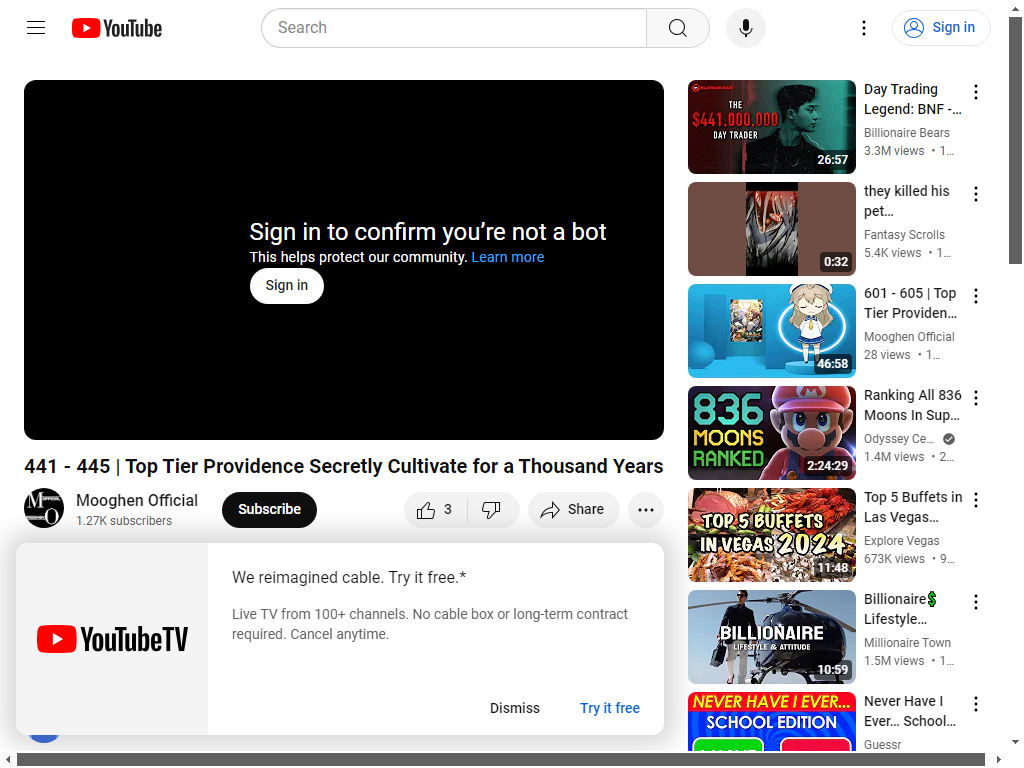 YouTube
Search
Sign in
Sign in to confirm you’re not a bot
This helps protect our community. Learn more
Sign in
441 - 445 | Top Tier Providence Secretly Cultivate for a Thousand Years
Mooghen Official
1.27K subscribers
Subscribe
3
Share
YouTubeTV
We reimagined cable. Try it free.*
Live TV from 100+ channels. No cable box or long-term contract
required. Cancel anytime.
Dismiss
Try it free
THE
$441,000,000
DAY TRADER
26:57
Day Trading
Legend: BNF -…
Billionaire Bears
3.3M views • 1…
0:32
they killed his
pet…
Fantasy Scrolls
5.4K views • 1…
46:58
601 - 605 | Top
Tier Providen…
Mooghen Official
28 views • 1…
836
MOONS
RANKED
2:24:29
Ranking All 836
Moons In Sup…
Odyssey Ce…
1.4M views • 2…
TOP 5 BUFFETS
IN VEGAS 2024
11:48
Top 5 Buffets in
Las Vegas…
Explore Vegas
673K views • 9…
BILLIONAIRE
LIFESTYLE & ATTITUDE
10:59
Billionaire💲
Lifestyle…
Millionaire Town
1.5M views • 1…
NEVER HAVE I EVER...
SCHOOL EDITION
Never Have I
Ever… School…
Guessr